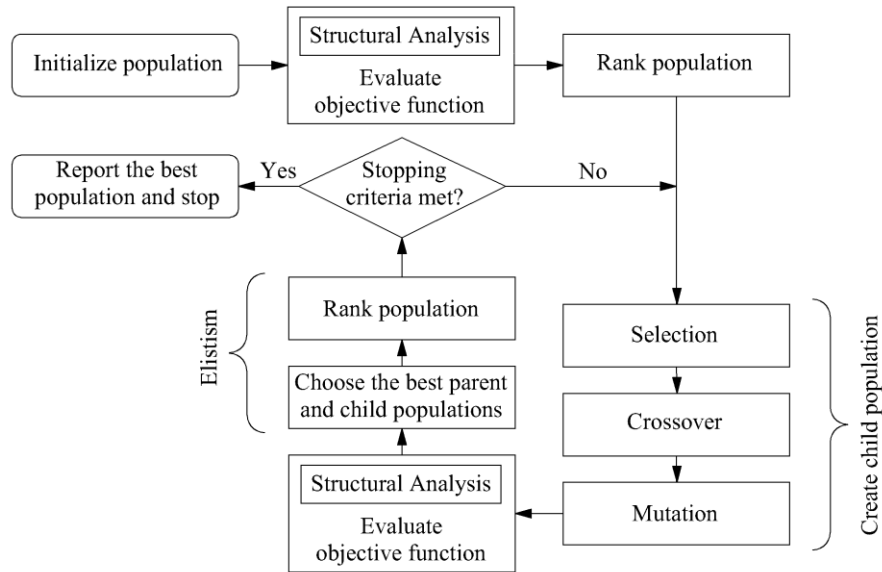 Structural Analysis
Initialize population
Evaluate
objective function
Rank population
Report the best
population and stop
Yes
Stopping
criteria met?
No
Elistism
Rank population
Choose the best parent
and child populations
Structural Analysis
Evaluate
objective function
Selection
Crossover
Mutation
Create child population